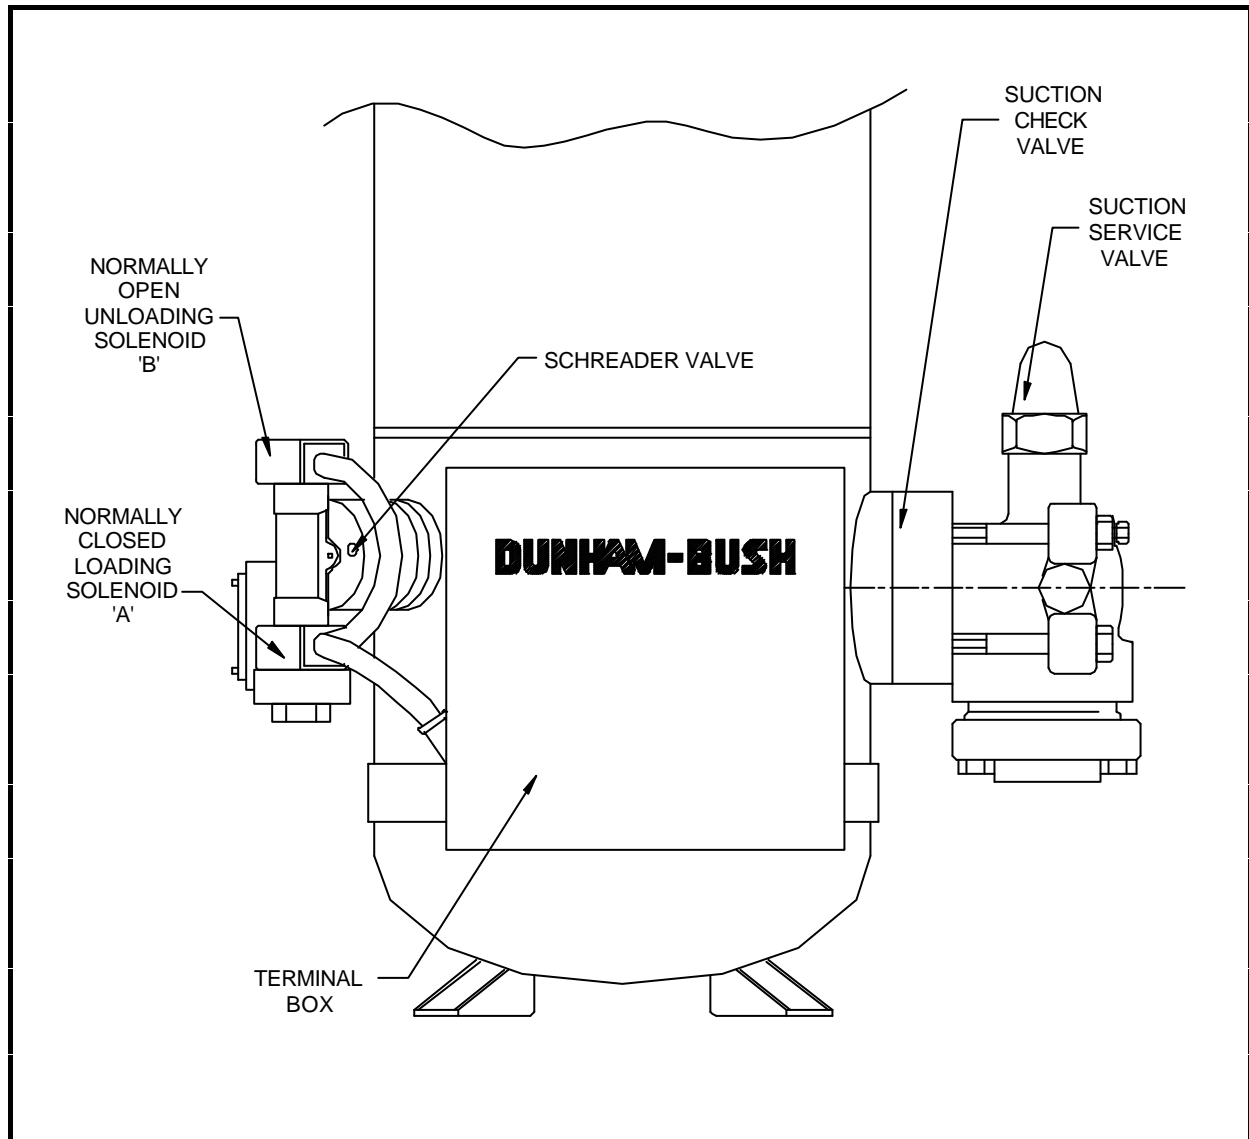 SUCTION
CHECK
VALVE
SUCTION
SERVICE
VALVE
NORMALLY
OPEN
UNLOADING
SOLENOID
'B'
SCHREADER VALVE
NORMALLY
CLOSED
LOADING
SOLENOID
'A'
DUNHAM-BUSH
TERMINAL
BOX